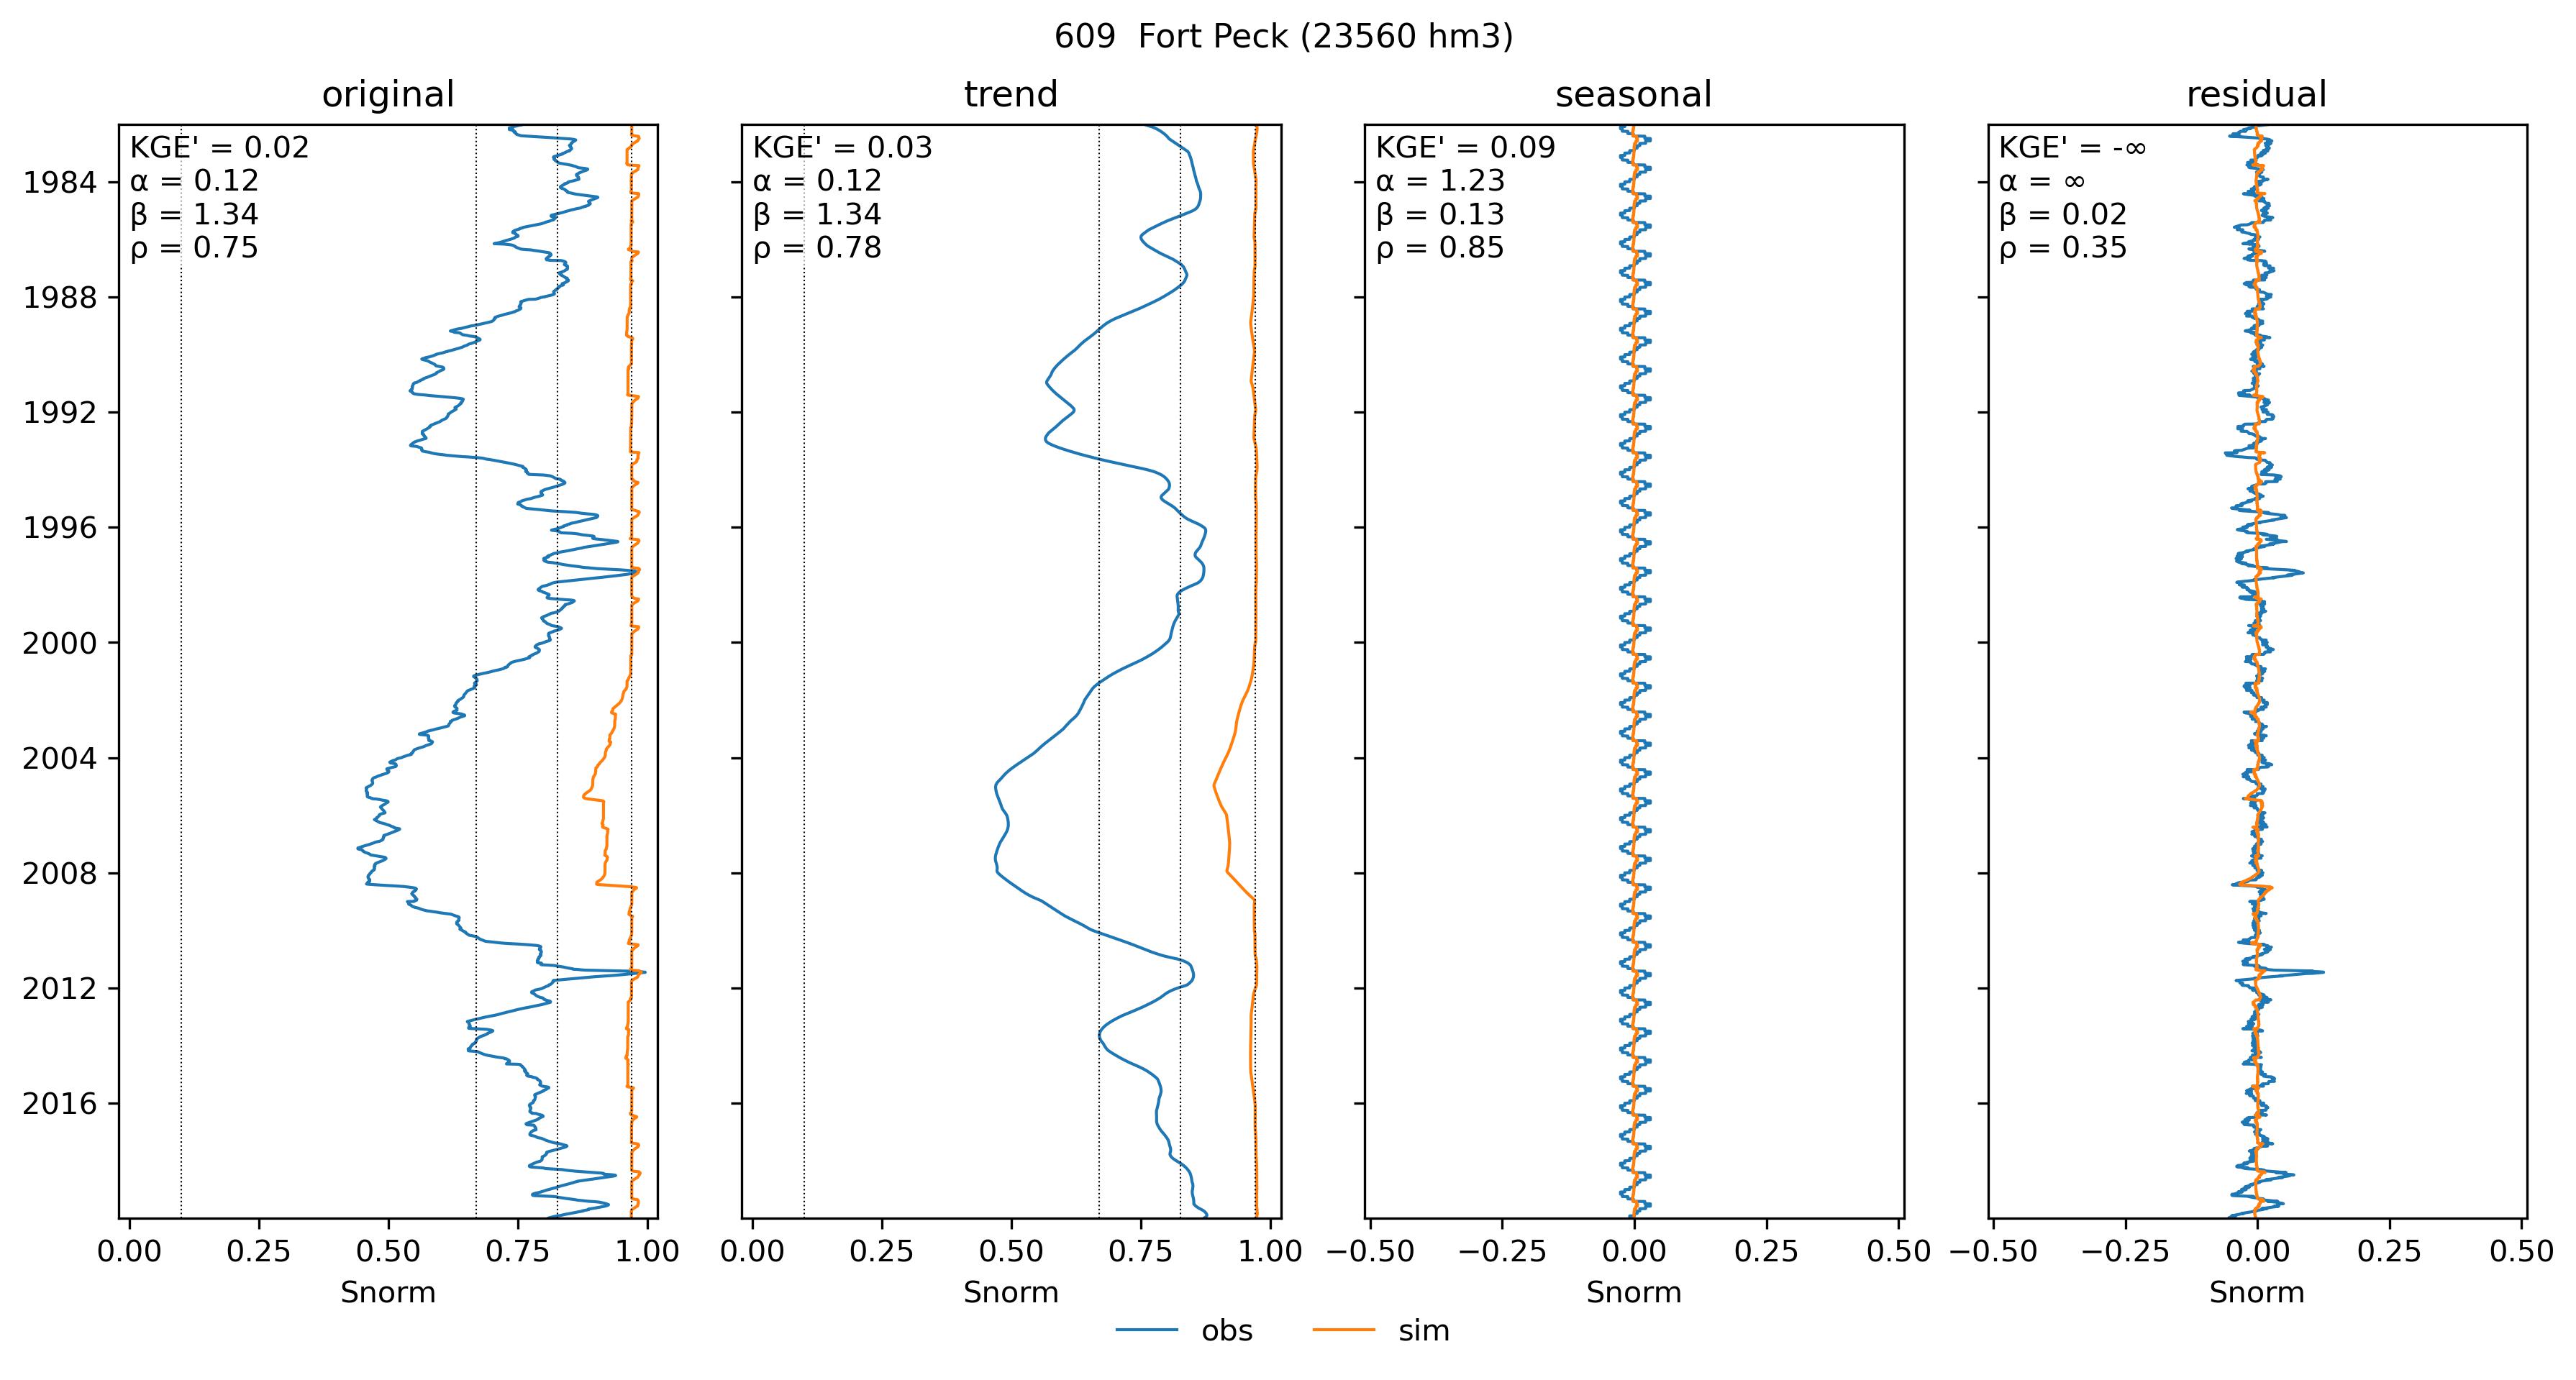 609  Fort Peck (23560 hm3)
original
trend
seasonal
residual
KGE' = 0.02
α = 0.12
β = 1.34
ρ = 0.75
KGE' = 0.03
α = 0.12
β = 1.34
ρ = 0.78
KGE' = 0.09
α = 1.23
β = 0.13
ρ = 0.85
KGE' = -∞
α = ∞
β = 0.02
ρ = 0.35
1984
1988
1992
1996
2000
2004
2008
2012
2016
0.00 0.25 0.50 0.75 1.00
0.00 0.25 0.50 0.75 1.00
−0.50 −0.25 0.00 0.25 0.50
−0.50 −0.25 0.00 0.25 0.50
Snorm
Snorm
Snorm
Snorm
obs
sim